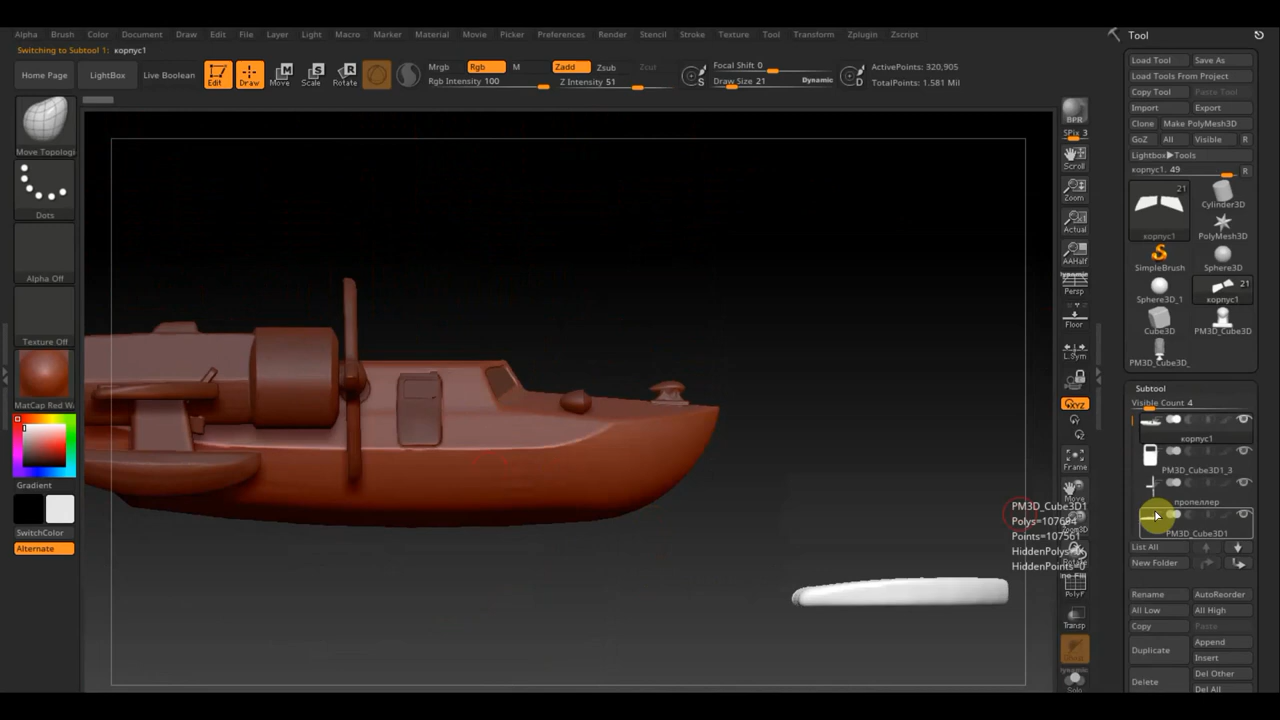 Alpha Brush Color Document Draw Edit File Layer Light Macro Marker Material Movie Picker Preferences Render Stencil Stroke Texture Tool Transform Zplugin Zscript
Switching to Subtool 1: корпус1
Home Page
LightBox
Live Boolean
Edit
Draw
Move
Scale
Rotate
Mrgb Rgb M
Rgb Intensity 100
Zadd Zsub Zcut
Z Intensity 51
Focal Shift 0
Draw Size 21 Dynamic
ActivePoints: 320,905
TotalPoints: 1.581 Mil
Move Topologi
Dots
Alpha Off
Texture Off
MatCap Red Wa
Gradient
SwitchColor
Alternate
BPR
SPix 3
Scroll
Zoom
Actual
AAHalf
dynamic
Persp
Floor
L.Sym
XYZ
Frame
Move
Zoom3D
PolyF
Transp
Solo
PM3D_Cube3D1
Points=107561
HiddenPoints=0
Tool
Load Tool Save As
Load Tools From Project
Copy Tool Paste Tool
Import Export
Clone Make PolyMesh3D
GoZ All Visible R
Lightbox▶Tools
корпус1. 49 R
21
корпус1
Cylinder3D
PolyMesh3D
SimpleBrush
Sphere3D
Sphere3D_1
21
корпус1
Cube3D
PM3D_Cube3D
PM3D_Cube3D_
Subtool
Visible Count 4
корпус1
PM3D_Cube3D1_3
пропеллер
PM3D_Cube3D1
List All
New Folder
Rename AutoReorder
All Low All High
Copy Paste
Duplicate
Append
Insert
Delete
Del Other
Del All